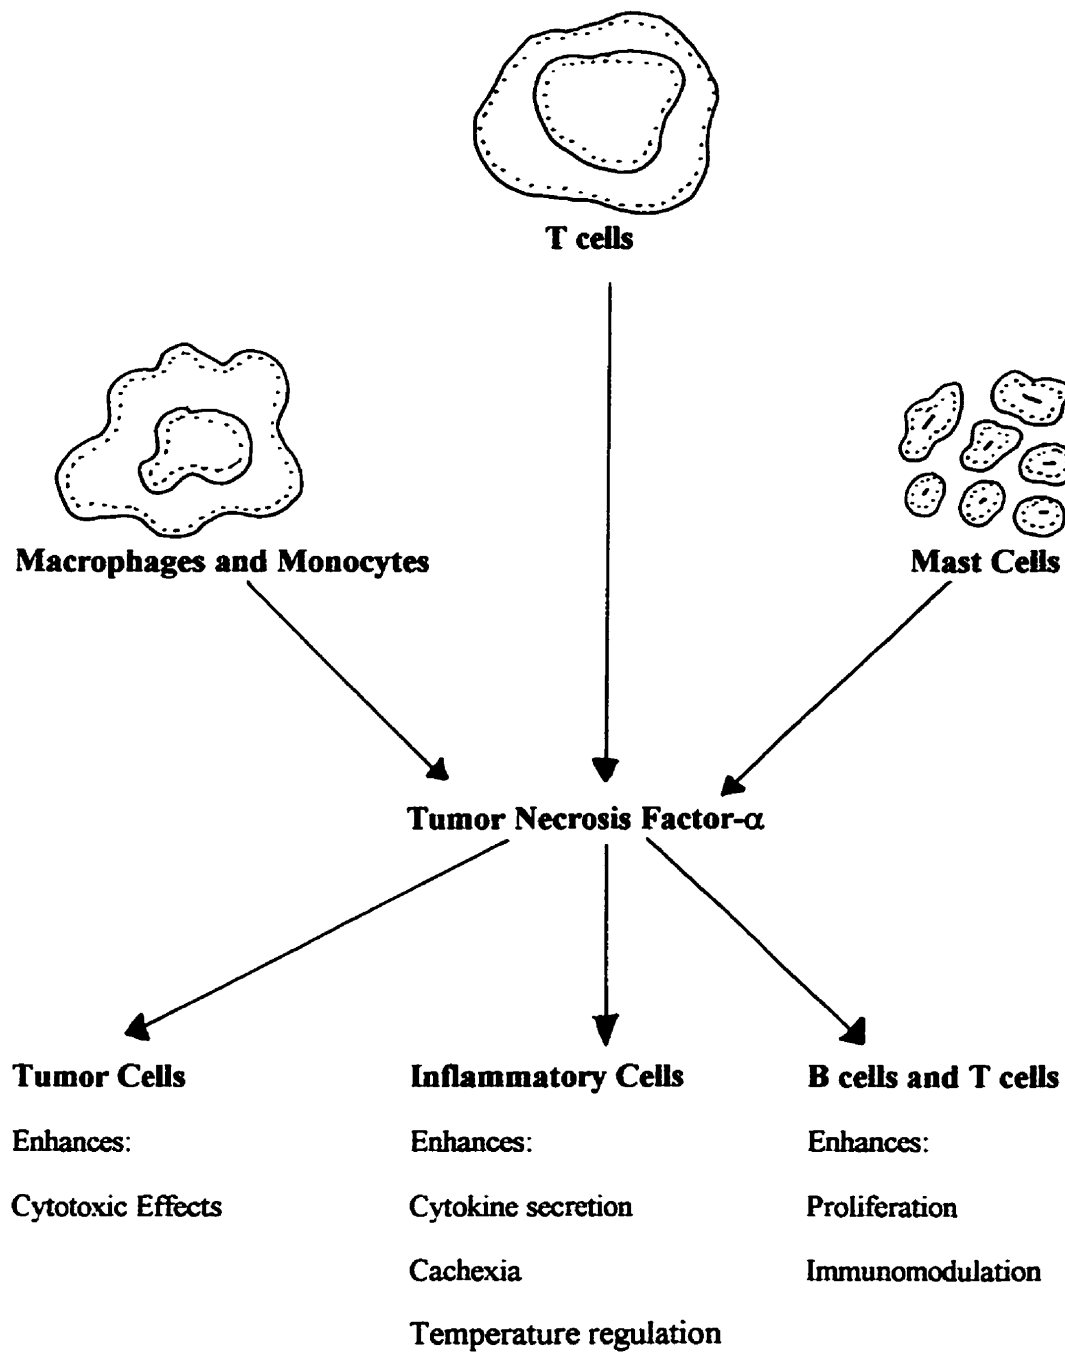 T cells
Macrophages and Monocytes
Mast Cells
Tumor Necrosis Factor-α
Tumor Cells
Enhances:
Cytotoxic Effects
Inflammatory Cells
Enhances:
Cytokine secretion
Cachexia
Temperature regulation
B cells and T cells
Enhances:
Proliferation
Immunomodulation